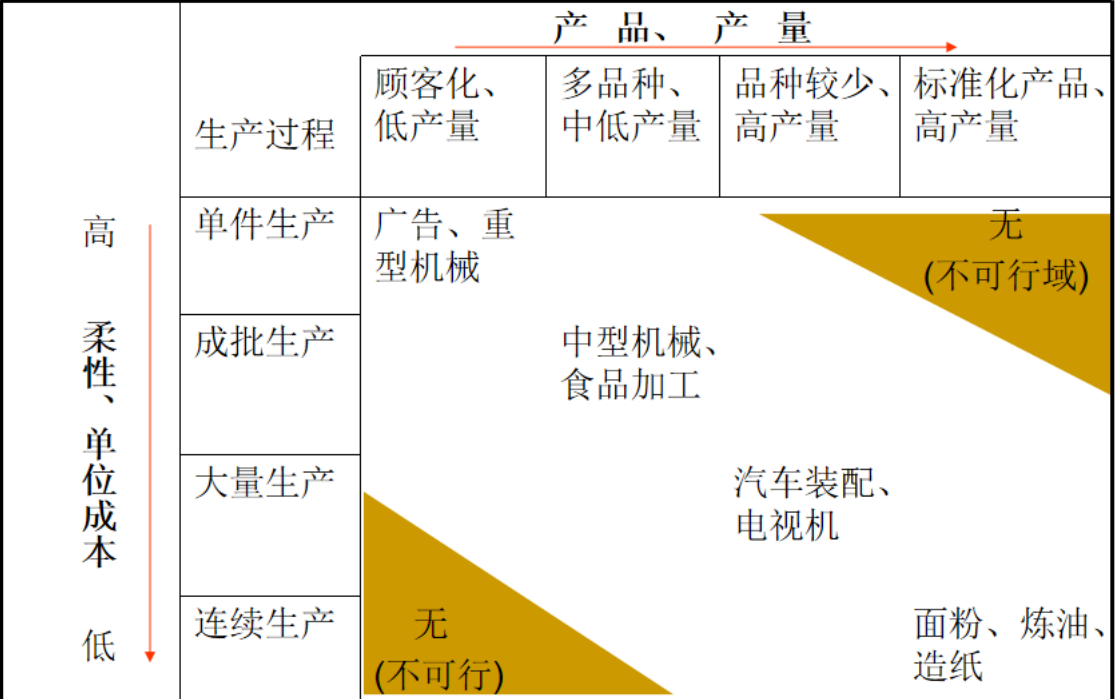 产 品、 产 量
生产过程
顾客化、
低产量
多品种、
中低产量
品种较少、
高产量
标准化产品、
高产量
高
柔性、单位成本
低
单件生产
广告、重
型机械
无
(不可行域)
成批生产
中型机械、
食品加工
大量生产
汽车装配、
电视机
连续生产
无
(不可行)
面粉、炼油、
造纸